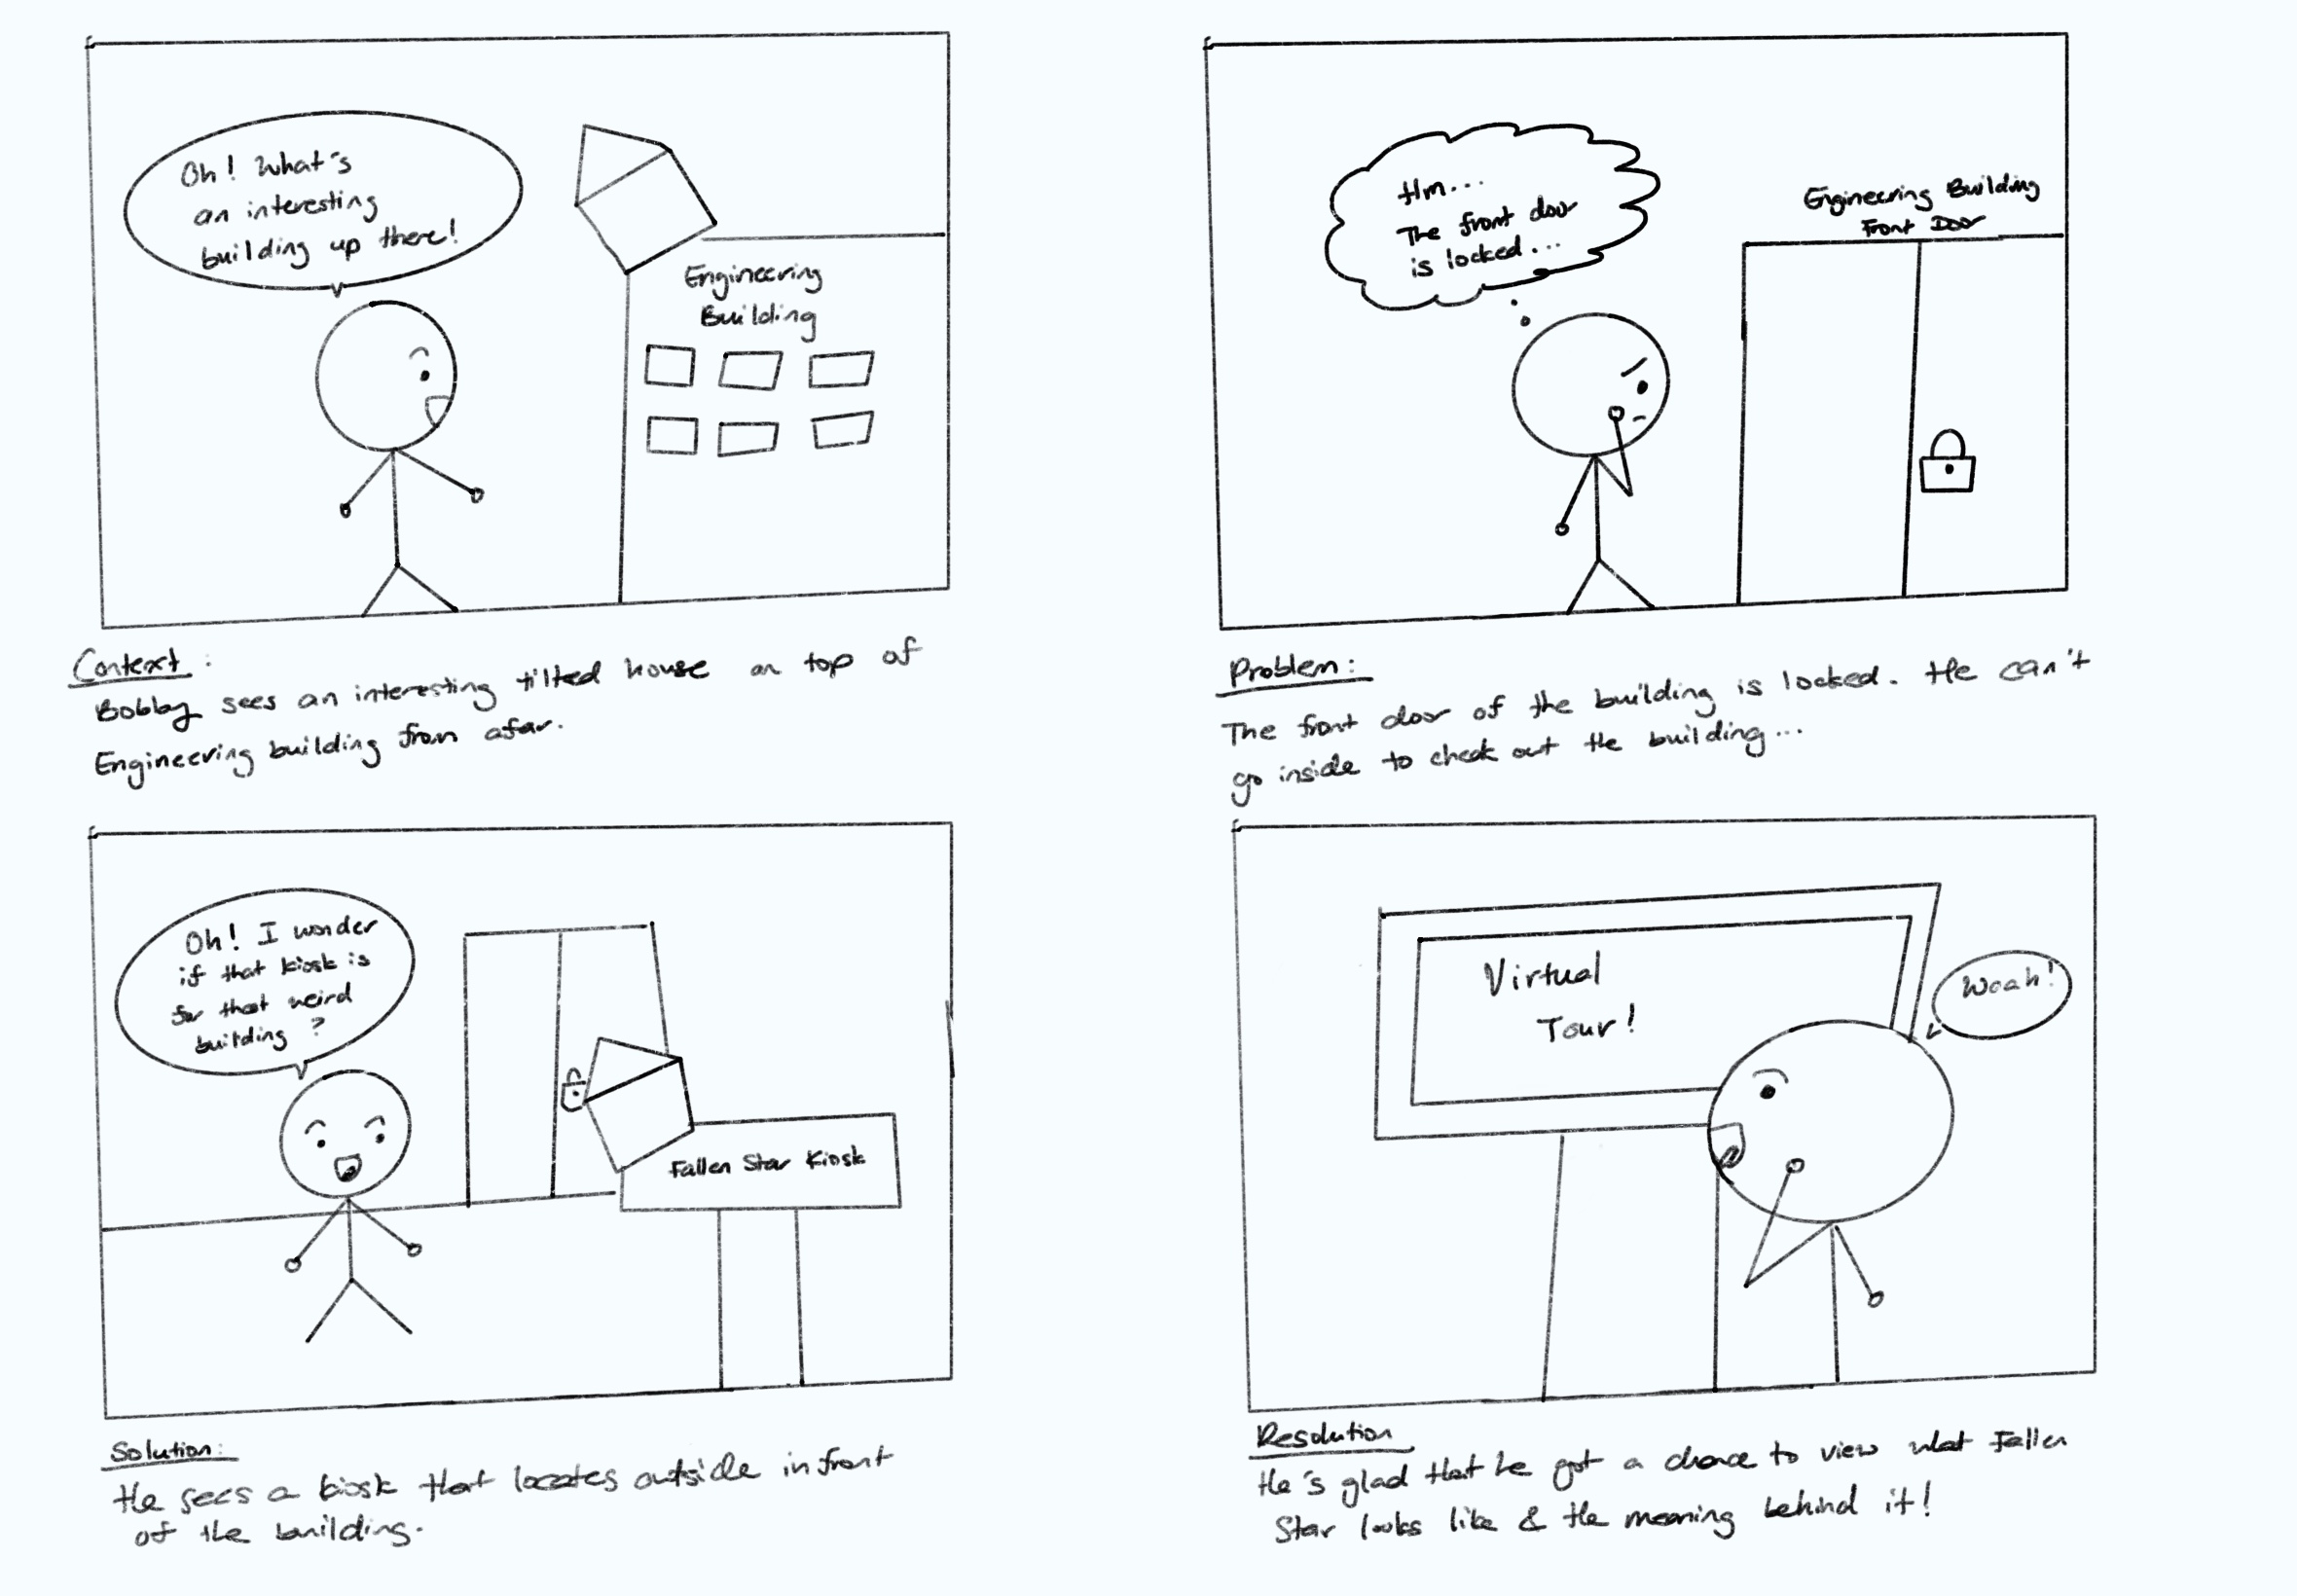 Oh! What's
an interesting
building up there!
Engineering
Building
Context:
Bobby sees an interesting tilted house on top of
Engineering building from afar.
Hm...
The front door
is locked...
Engineering Building
Front Door
Problem:
The front door of the building is locked. He can't
go inside to check out the building...
Oh! I wonder
if that kiosk is
for that weird
building?
Fallen Star Kiosk
Solution:
He sees a kiosk that locates outside in front
of the building.
Virtual
Tour!
Woah!
Resolution
He's glad that he got a chance to view what Fallen
Star looks like & the meaning behind it!